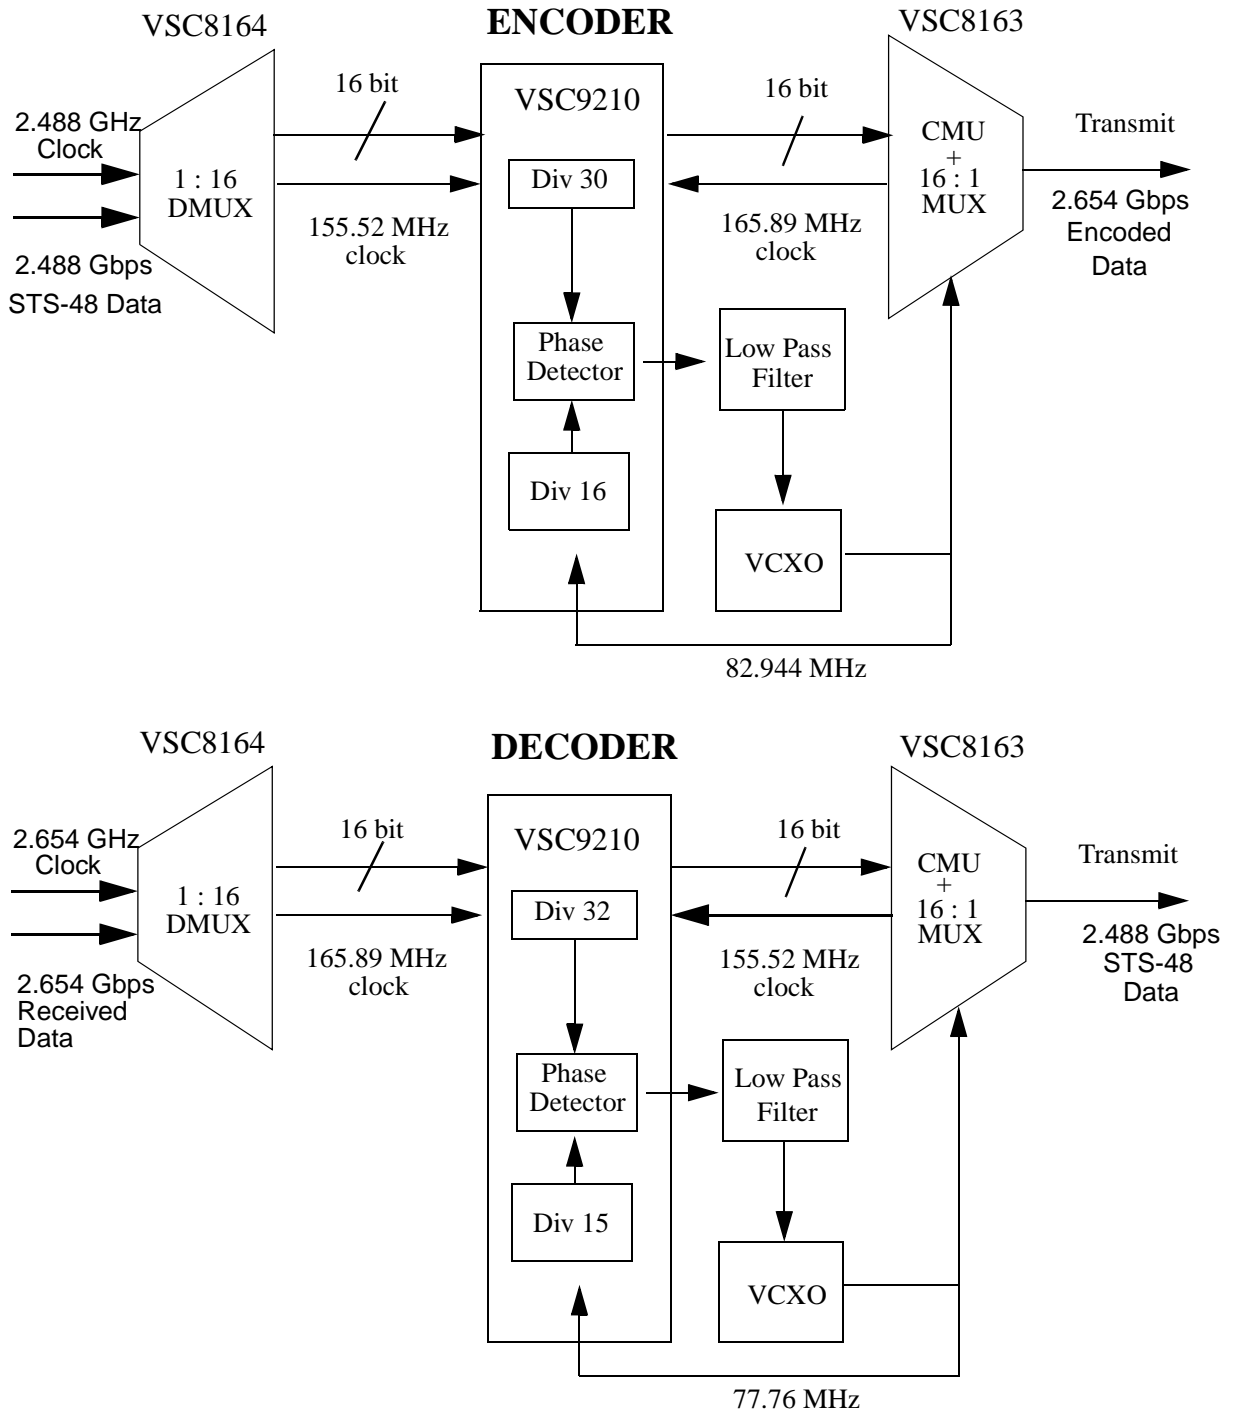 VSC8164
ENCODER
VSC8163
2.488 GHz
Clock
2.488 Gbps
STS-48 Data
1 : 16
DMUX
16 bit
155.52 MHz
clock
VSC9210
Div 30
Phase
Detector
Div 16
16 bit
165.89 MHz
clock
Low Pass
Filter
VCXO
82.944 MHz
CMU
+
16 : 1
MUX
Transmit
2.654 Gbps
Encoded
Data
VSC8164
DECODER
VSC8163
2.654 GHz
Clock
2.654 Gbps
Received
Data
1 : 16
DMUX
16 bit
165.89 MHz
clock
VSC9210
Div 32
Phase
Detector
Div 15
16 bit
155.52 MHz
clock
Low Pass
Filter
VCXO
77.76 MHz
CMU
+
16 : 1
MUX
Transmit
2.488 Gbps
STS-48
Data